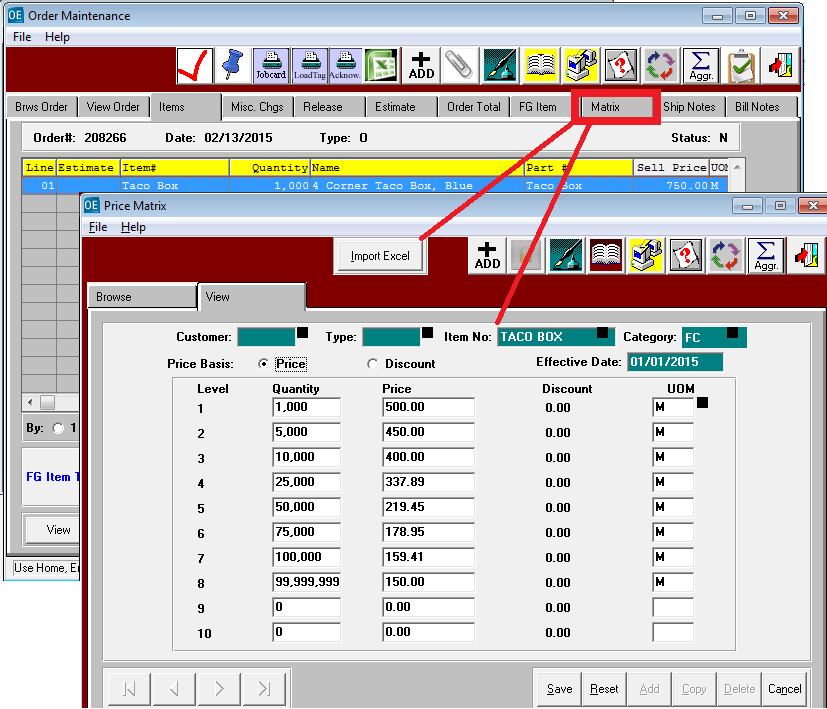 OE Order Maintenance
File Help
Jobcard LoadTag Acknow. ADD Σ Aggr.
Brws Order View Order Items Misc. Chgs Release Estimate Order Total FG Item Matrix Ship Notes Bill Notes
Order#: 208266 Date: 02/13/2015 Type: O Status: N
Line Estimate Item# Quantity Name Part # Sell Price UOM
01 Taco Box 1,000 4 Corner Taco Box, Blue Taco Box 750.00 M
OE Price Matrix
File Help
Import Excel ADD Σ Aggr.
Browse View
Customer: Type: Item No: TACO BOX Category: FC
Price Basis: Price Discount Effective Date: 01/01/2015
Level Quantity Price Discount UOM
1 1,000 500.00 0.00 M
2 5,000 450.00 0.00 M
3 10,000 400.00 0.00 M
4 25,000 337.89 0.00 M
5 50,000 219.45 0.00 M
6 75,000 178.95 0.00 M
7 100,000 159.41 0.00 M
8 99,999,999 150.00 0.00 M
9 0 0.00 0.00
10 0 0.00 0.00
By: 1
FG Item T
View
Use Home, En
Save Reset Add Copy Delete Cancel